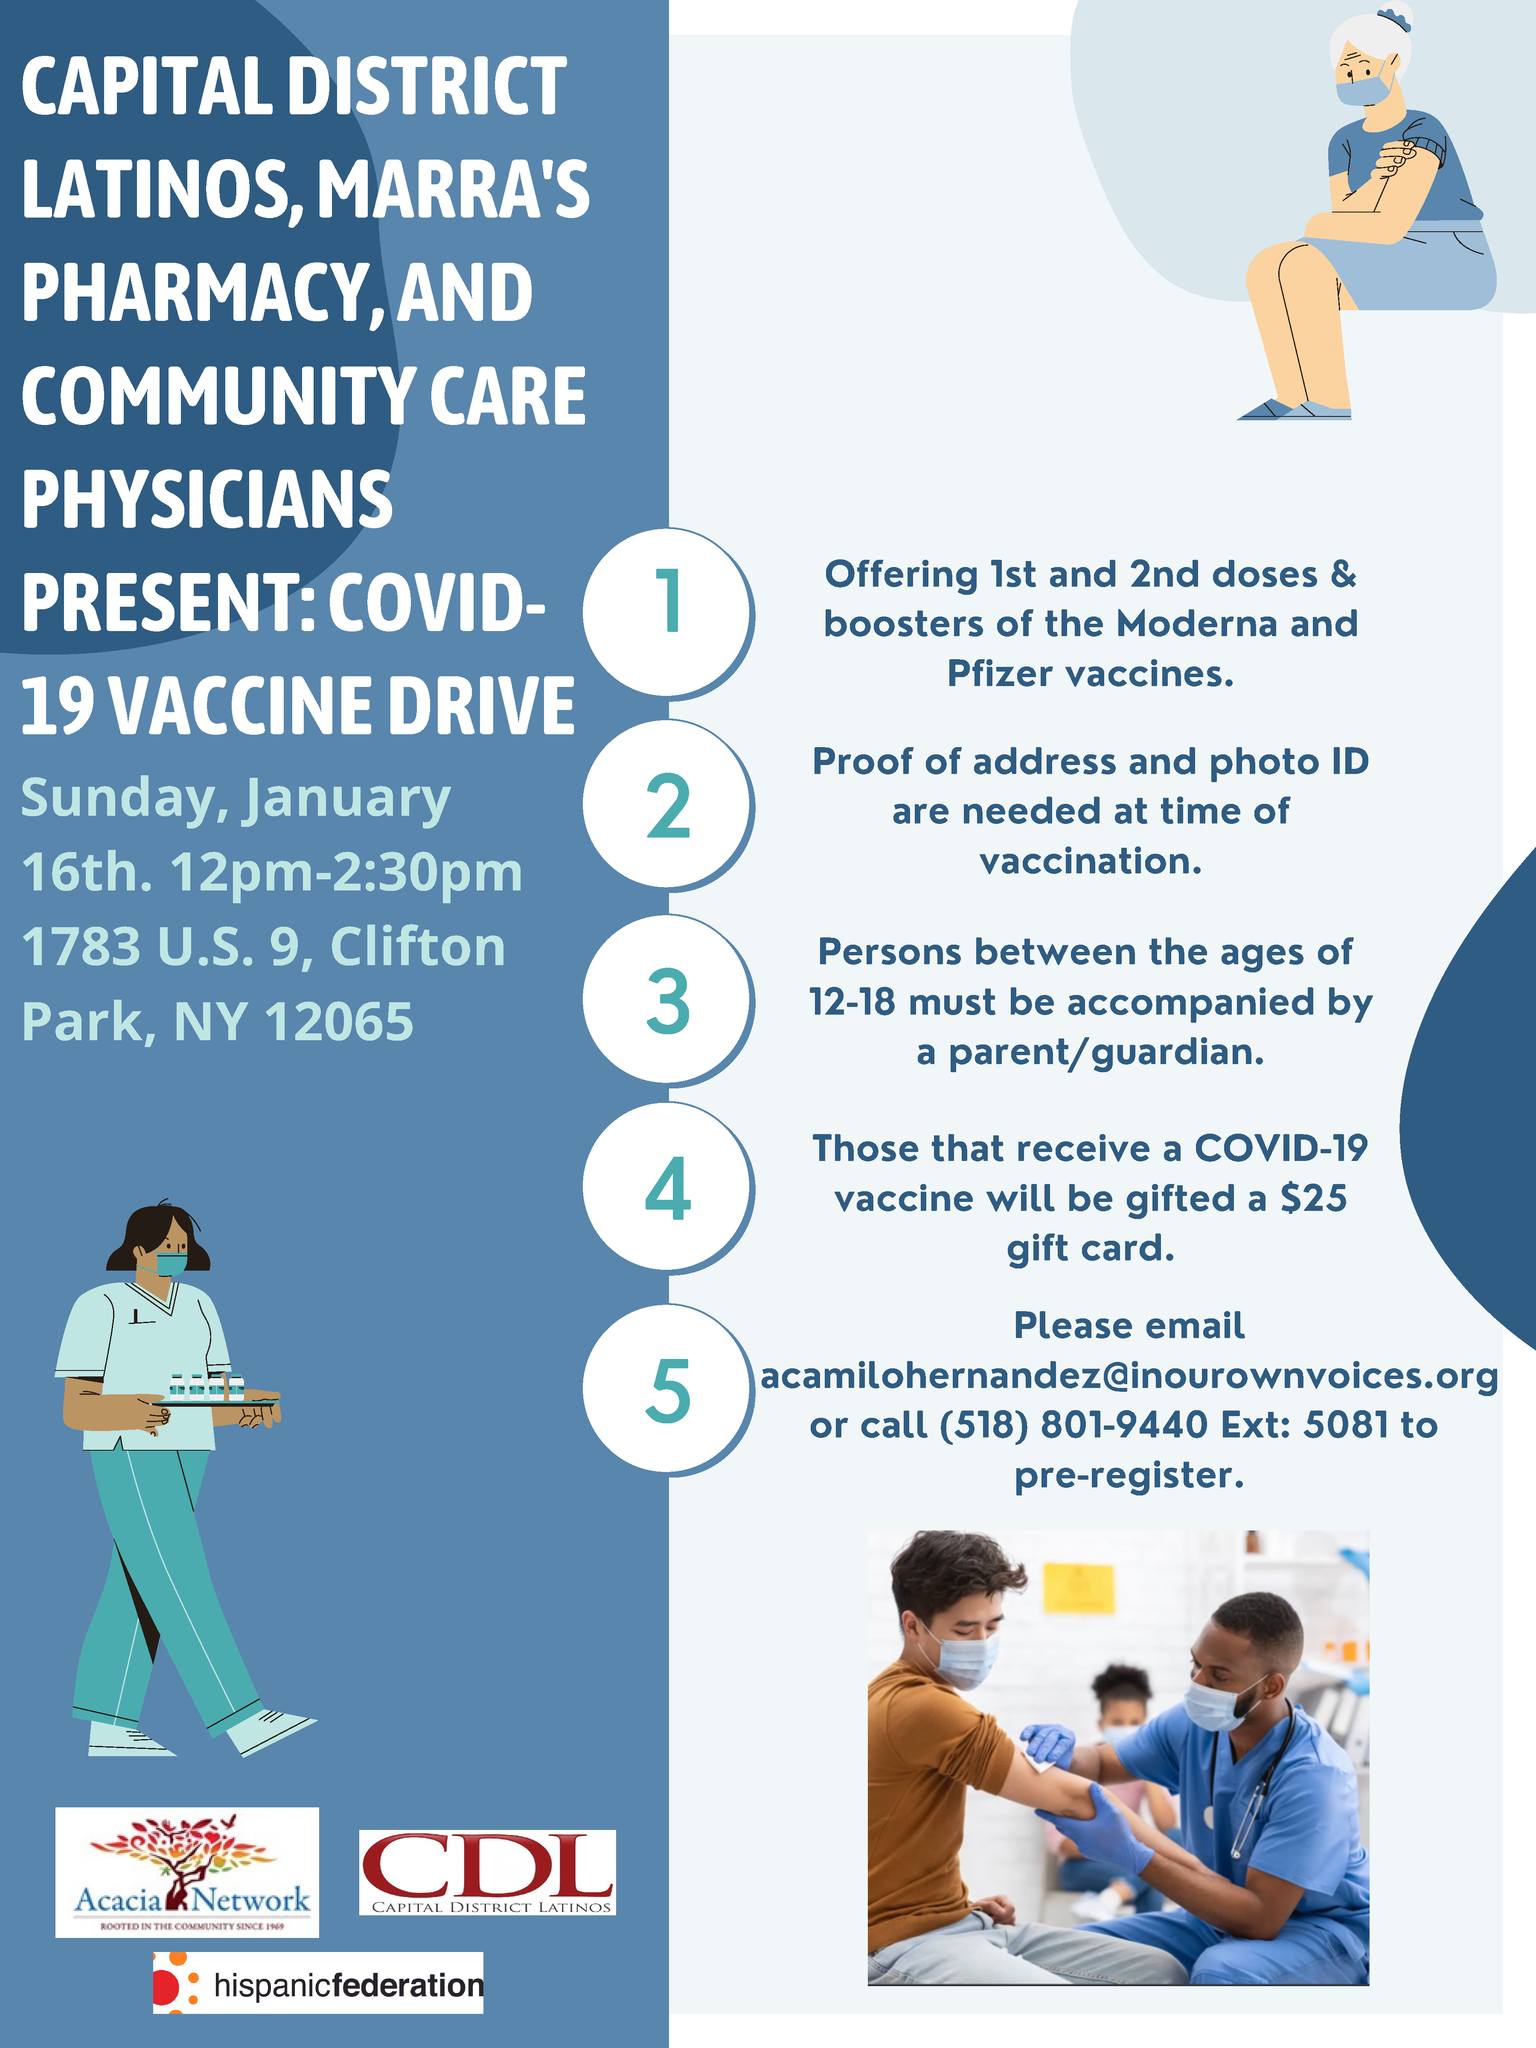 CAPITAL DISTRICT
LATINOS, MARRA'S
PHARMACY, AND
COMMUNITY CARE
PHYSICIANS
PRESENT: COVID-
19 VACCINE DRIVE
Sunday, January
16th. 12pm-2:30pm
1783 U.S. 9, Clifton
Park, NY 12065
1
Offering 1st and 2nd doses &
boosters of the Moderna and
Pfizer vaccines.
2
Proof of address and photo ID
are needed at time of
vaccination.
3
Persons between the ages of
12-18 must be accompanied by
a parent/guardian.
4
Those that receive a COVID-19
vaccine will be gifted a $25
gift card.
5
Please email
acamilohernandez@inourownvoices.org
or call (518) 801-9440 Ext: 5081 to
pre-register.
Acacia Network
ROOTED IN THE COMMUNITY SINCE 1969
CDL
CAPITAL DISTRICT LATINOS
hispanicfederation